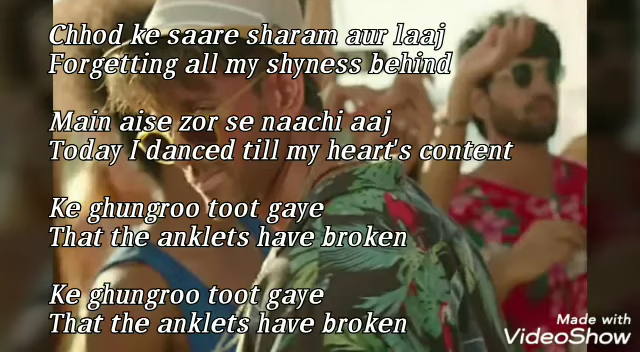 Chhod ke saare sharam aur laaj
Forgetting all my shyness behind
Main aise zor se naachi aaj
Today I danced till my heart's content
Ke ghungroo toot gaye
That the anklets have broken
Ke ghungroo toot gaye
That the anklets have broken
Made with
VideoShow